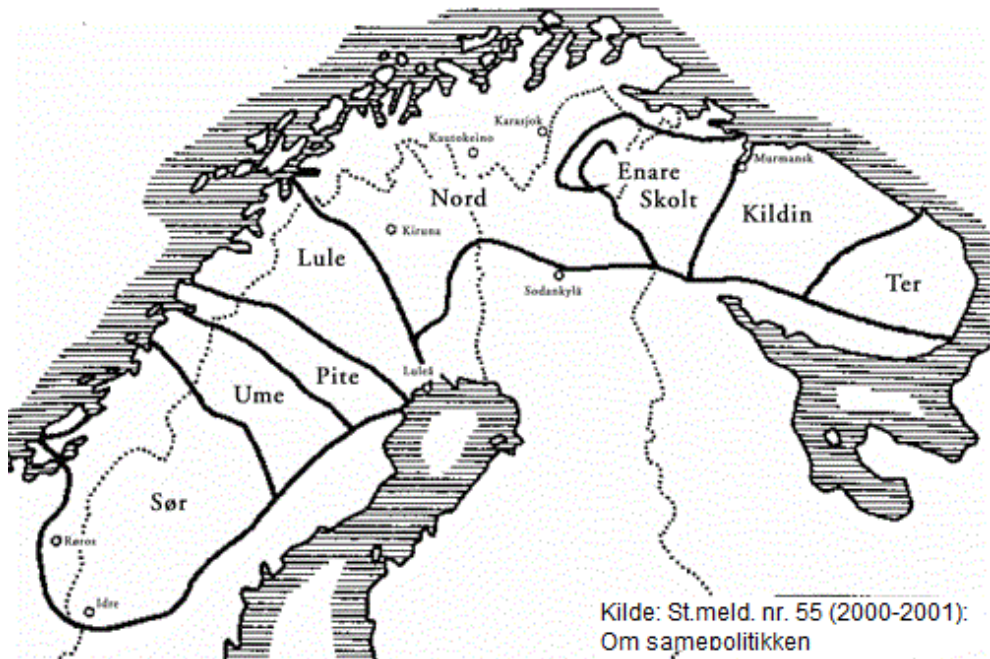 Karasjok
Kautokeino
Enare
Skolt
Murmansk
Nord
Kildin
Kiruna
Lule
Sodankylä
Ter
Pite
Luleå
Ume
Sør
Røros
Idre
Kilde: St.meld. nr. 55 (2000-2001):
Om samepolitikken